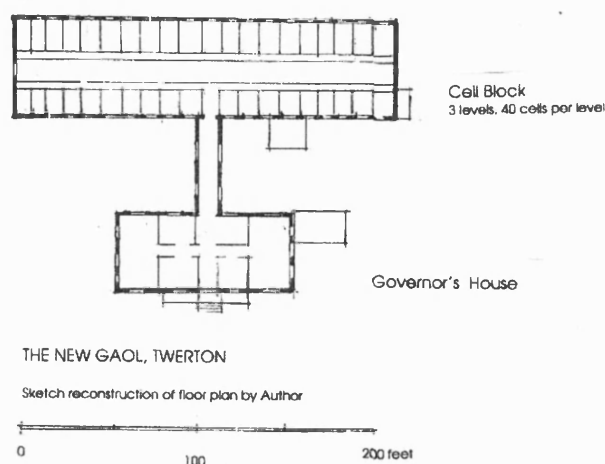 Cell Block
3 levels, 40 cells per level
Governor's House
THE NEW GAOL, TWERTON
Sketch reconstruction of floor plan by Author
0 100 200 feet